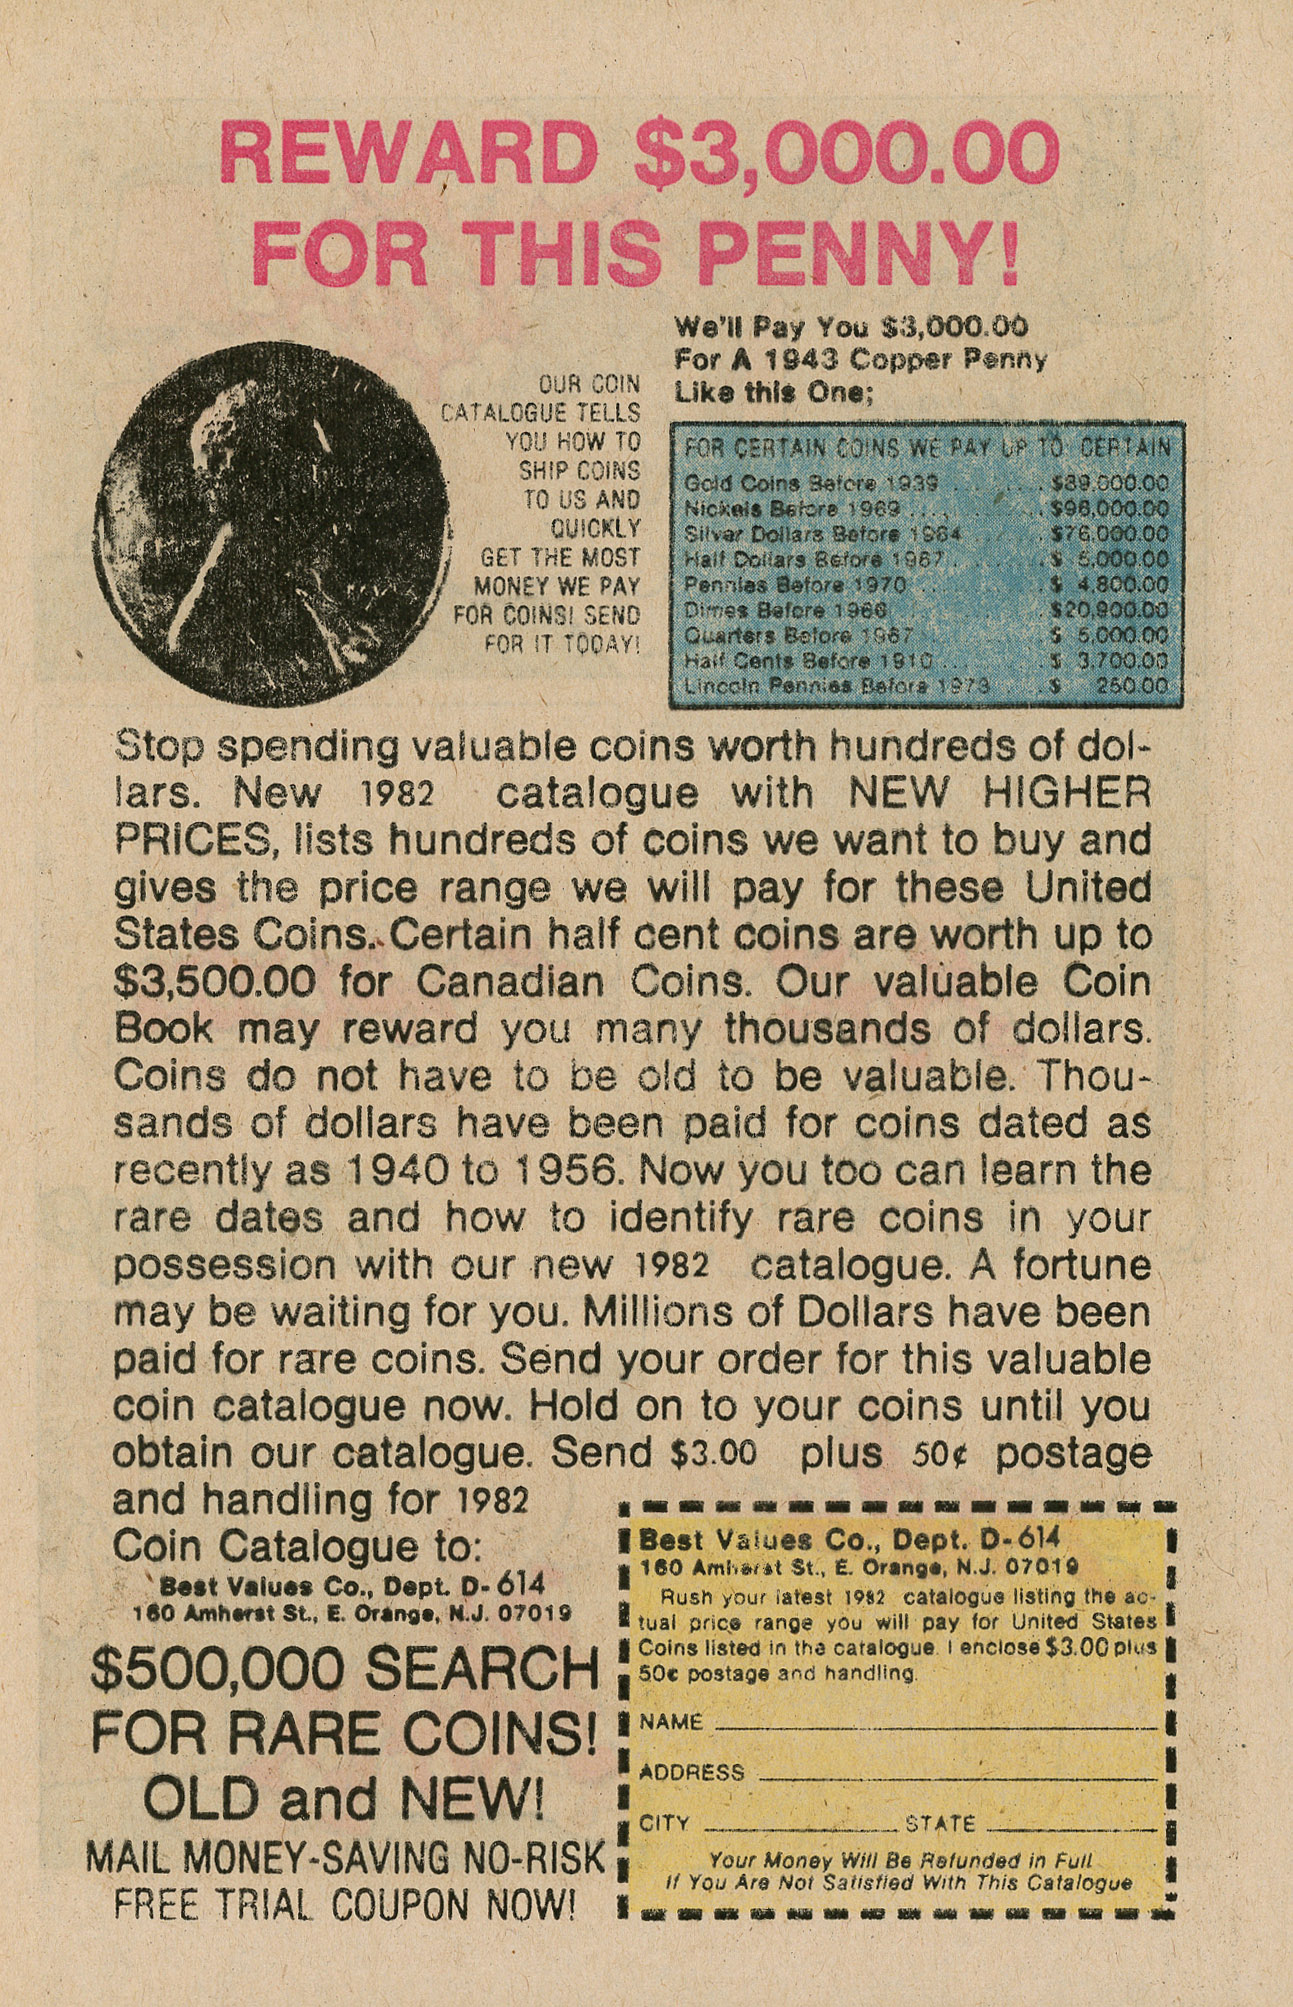 REWARD $3,000.00
FOR THIS PENNY!
We'll Pay You $3,000.00
For A 1943 Copper Penny
Like this One;
OUR COIN
CATALOGUE TELLS
YOU HOW TO
SHIP COINS
TO US AND
QUICKLY
GET THE MOST
MONEY WE PAY
FOR COINS! SEND
FOR IT TODAY!
FOR CERTAIN COINS WE PAY UP TO: CERTAIN
Gold Coins Before 1939 . . . . . . . $89,000.00
Nickels Before 1969 . . . . . . . . . . $98,000.00
Silver Dollars Before 1964 . . . . . . $76,000.00
Half Dollars Before 1967 . . . . . . . $ 5,000.00
Pennies Before 1970 . . . . . . . . . $ 4,800.00
Dimes Before 1966 . . . . . . . . . . $20,900.00
Quarters Before 1967 . . . . . . . . . $ 5,000.00
Half Cents Before 1910 . . . . . . . . $ 3,700.00
Lincoln Pennies Before 1973 . . . . $ 250.00
Stop spending valuable coins worth hundreds of dol-
lars. New 1982 catalogue with NEW HIGHER
PRICES, lists hundreds of coins we want to buy and
gives the price range we will pay for these United
States Coins. Certain half cent coins are worth up to
$3,500.00 for Canadian Coins. Our valuable Coin
Book may reward you many thousands of dollars.
Coins do not have to be old to be valuable. Thou-
sands of dollars have been paid for coins dated as
recently as 1940 to 1956. Now you too can learn the
rare dates and how to identify rare coins in your
possession with our new 1982 catalogue. A fortune
may be waiting for you. Millions of Dollars have been
paid for rare coins. Send your order for this valuable
coin catalogue now. Hold on to your coins until you
obtain our catalogue. Send $3.00 plus 50¢ postage
and handling for 1982
Coin Catalogue to:
Best Values Co., Dept. D-614
160 Amherst St., E. Orange, N.J. 07019
$500,000 SEARCH
FOR RARE COINS!
OLD and NEW!
MAIL MONEY-SAVING NO-RISK
FREE TRIAL COUPON NOW!
Best Values Co., Dept. D-614
160 Amherst St., E. Orange, N.J. 07019
Rush your latest 1982 catalogue listing the ac-
tual price range you will pay for United States
Coins listed in the catalogue. I enclose $3.00 plus
50¢ postage and handling.
NAME
ADDRESS
CITY STATE
Your Money Will Be Refunded in Full
If You Are Not Satisfied With This Catalogue